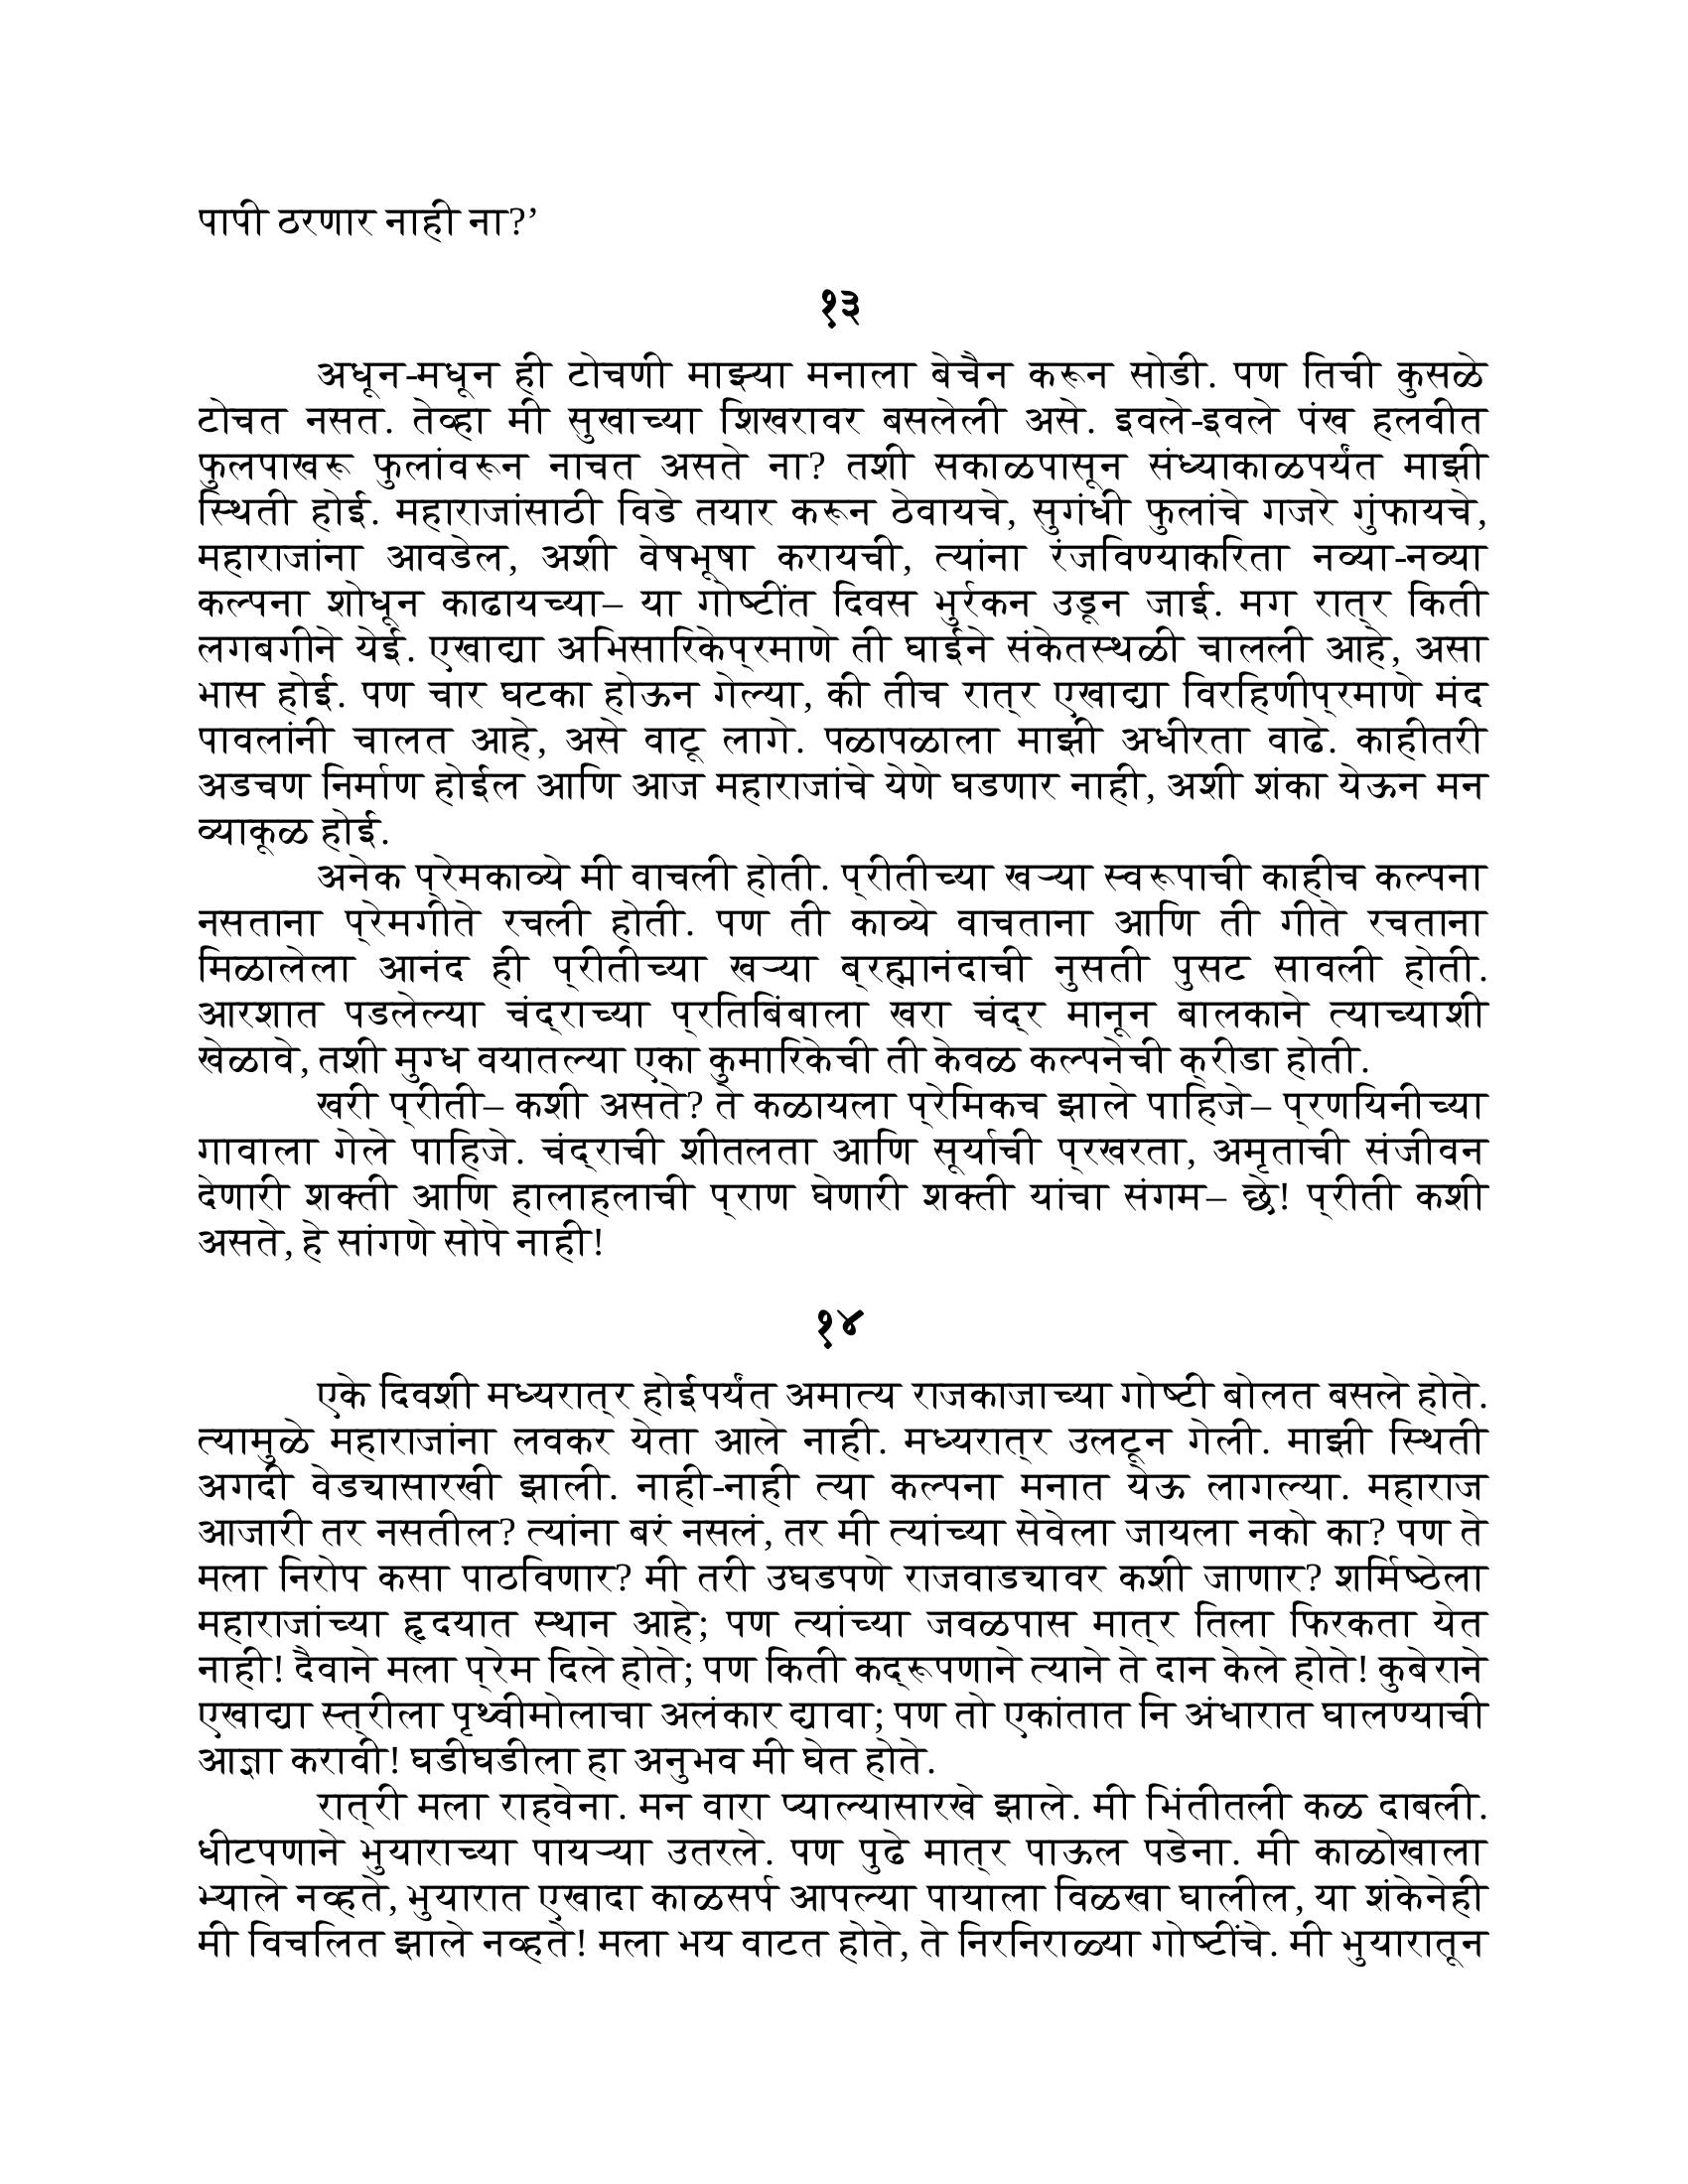 पापी ठरणार नाही ना?’
१३
अधून-मधून ही टोचणी माझ्या मनाला बेचैन करून सोडी. पण तिची कुसळे
टोचत नसत. तेव्हा मी सुखाच्या शिखरावर बसलेली असे. इवले-इवले पंख हलवीत
फुलपाखरू फुलांवरून नाचत असते ना? तशी सकाळपासून संध्याकाळपर्यंत माझी
स्थिती होई. महाराजांसाठी विडे तयार करून ठेवायचे, सुगंधी फुलांचे गजरे गुंफायचे,
महाराजांना आवडेल, अशी वेषभूषा करायची, त्यांना रंजविण्याकरिता नव्या-नव्या
कल्पना शोधून काढायच्या– या गोष्टींत दिवस भुर्रकन उडून जाई. मग रात्र किती
लगबगीने येई. एखाद्या अभिसारिकेप्रमाणे ती घाईने संकेतस्थळी चालली आहे, असा
भास होई. पण चार घटका होऊन गेल्या, की तीच रात्र एखाद्या विरहिणीप्रमाणे मंद
पावलांनी चालत आहे, असे वाटू लागे. पळापळाला माझी अधीरता वाढे. काहीतरी
अडचण निर्माण होईल आणि आज महाराजांचे येणे घडणार नाही, अशी शंका येऊन मन
व्याकूळ होई.
अनेक प्रेमकाव्ये मी वाचली होती. प्रीतीच्या खऱ्या स्वरूपाची काहीच कल्पना
नसताना प्रेमगीते रचली होती. पण ती काव्ये वाचताना आणि ती गीते रचताना
मिळालेला आनंद ही प्रीतीच्या खऱ्या ब्रह्मानंदाची नुसती पुसट सावली होती.
आरशात पडलेल्या चंद्राच्या प्रतिबिंबाला खरा चंद्र मानून बालकाने त्याच्याशी
खेळावे, तशी मुग्ध वयातल्या एका कुमारिकेची ती केवळ कल्पनेची क्रीडा होती.
खरी प्रीती– कशी असते? ते कळायला प्रेमिकच झाले पाहिजे– प्रणयिनीच्या
गावाला गेले पाहिजे. चंद्राची शीतलता आणि सूर्याची प्रखरता, अमृताची संजीवन
देणारी शक्ती आणि हालाहलाची प्राण घेणारी शक्ती यांचा संगम– छे! प्रीती कशी
असते, हे सांगणे सोपे नाही!
१४
एके दिवशी मध्यरात्र होईपर्यंत अमात्य राजकाजाच्या गोष्टी बोलत बसले होते.
त्यामुळे महाराजांना लवकर येता आले नाही. मध्यरात्र उलटून गेली. माझी स्थिती
अगदी वेड्यासारखी झाली. नाही-नाही त्या कल्पना मनात येऊ लागल्या. महाराज
आजारी तर नसतील? त्यांना बरं नसलं, तर मी त्यांच्या सेवेला जायला नको का? पण ते
मला निरोप कसा पाठविणार? मी तरी उघडपणे राजवाड्यावर कशी जाणार? शर्मिष्ठेला
महाराजांच्या हृदयात स्थान आहे; पण त्यांच्या जवळपास मात्र तिला फिरकता येत
नाही! दैवाने मला प्रेम दिले होते; पण किती कद्रूपणाने त्याने ते दान केले होते! कुबेराने
एखाद्या स्त्रीला पृथ्वीमोलाचा अलंकार द्यावा; पण तो एकांतात नि अंधारात घालण्याची
आज्ञा करावी! घडीघडीला हा अनुभव मी घेत होते.
रात्री मला राहवेना. मन वारा प्याल्यासारखे झाले. मी भिंतीतली कळ दाबली.
धीटपणाने भुयाराच्या पायऱ्या उतरले. पण पुढे मात्र पाऊल पडेना. मी काळोखाला
भ्याले नव्हते, भुयारात एखादा काळसर्प आपल्या पायाला विळखा घालील, या शंकेनेही
मी विचलित झाले नव्हते! मला भय वाटत होते, ते निरनिराळ्या गोष्टींचे. मी भुयारातून